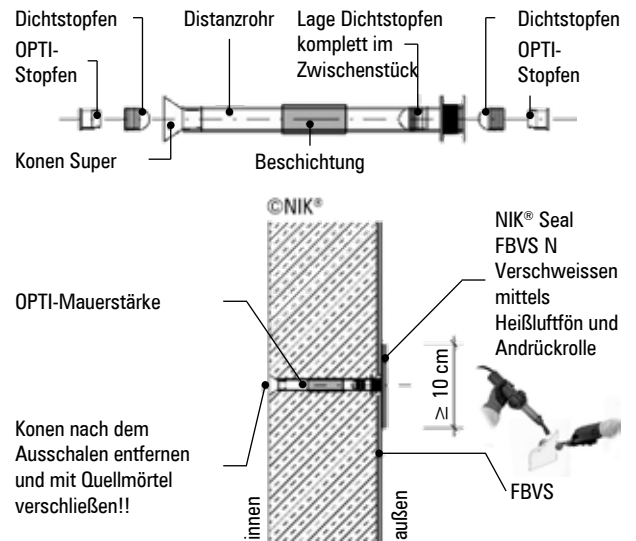 Dichtstopfen
OPTI-
Stopfen
Distanzrohr
Lage Dichtstopfen
komplett im
Zwischenstück
Dichtstopfen
OPTI-
Stopfen
Konen Super
Beschichtung
©NIK®
NIK® Seal
FBVS N
Verschweissen
mittels
Heißluftfön und
Andrückrolle
OPTI-Mauerstärke
≥ 10 cm
Konen nach dem
Ausschalen entfernen
und mit Quellmörtel
verschließen!!
innen
außen
FBVS